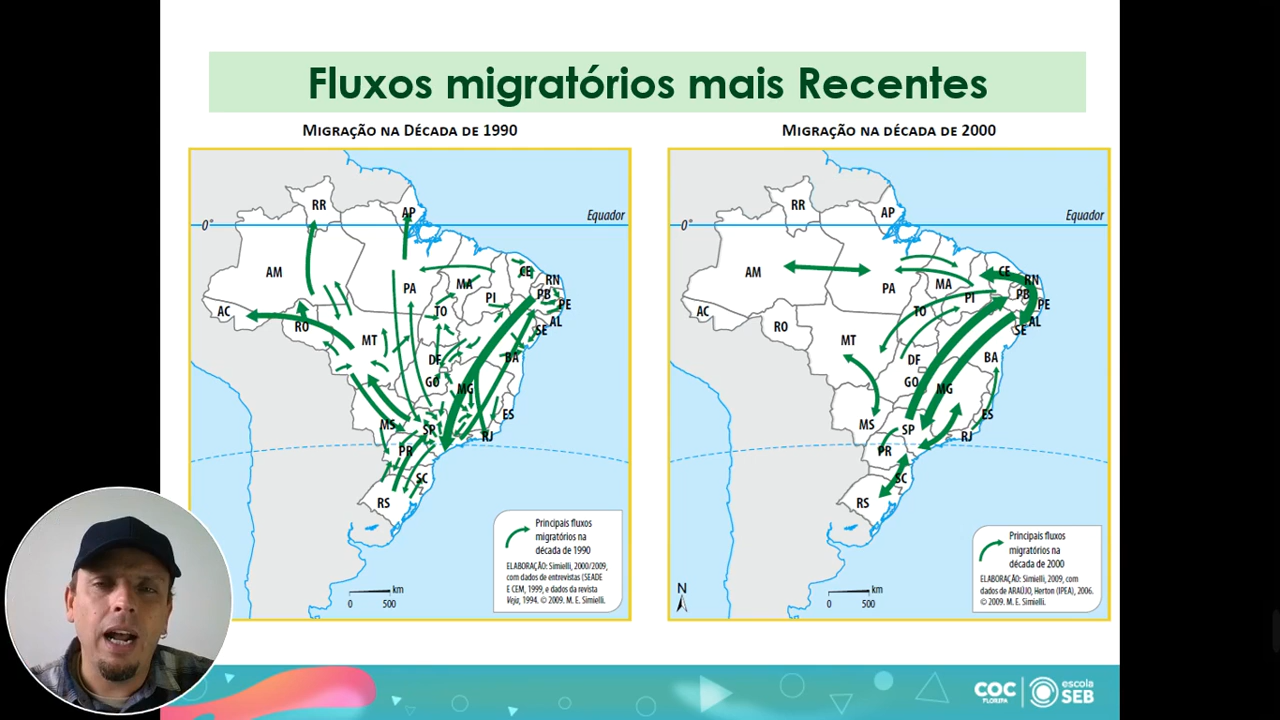 Fluxos migratórios mais Recentes
Migração na Década de 1990
RR
AP
Equador
0°
AM
PA
MA
CE
RN
PB
PI
PE
AC
TO
AL
RO
SE
MT
BA
DF
GO
MG
MS
ES
SP
RJ
PR
SC
RS
Principais fluxos
migratórios na
década de 1990
ELABORAÇÃO: Simielli, 2000/2009,
com dados de entrevistas (SEADE
E CEM, 1999, e dados da revista
Veja, 1994. © 2009. M. E. Simielli.
km
0 500
Migração na década de 2000
RR
AP
Equador
0°
AM
PA
MA
CE
RN
PB
PI
PE
AC
TO
AL
RO
SE
MT
BA
DF
GO
MG
MS
ES
SP
RJ
PR
SC
RS
Principais fluxos
migratórios na
década de 2000
ELABORAÇÃO: Simielli, 2009, com
dados de ARAÚJO, Herton (IPEA), 2006.
© 2009. M. E. Simielli.
N
km
0 500
COC
FLORIPA
escola
SEB